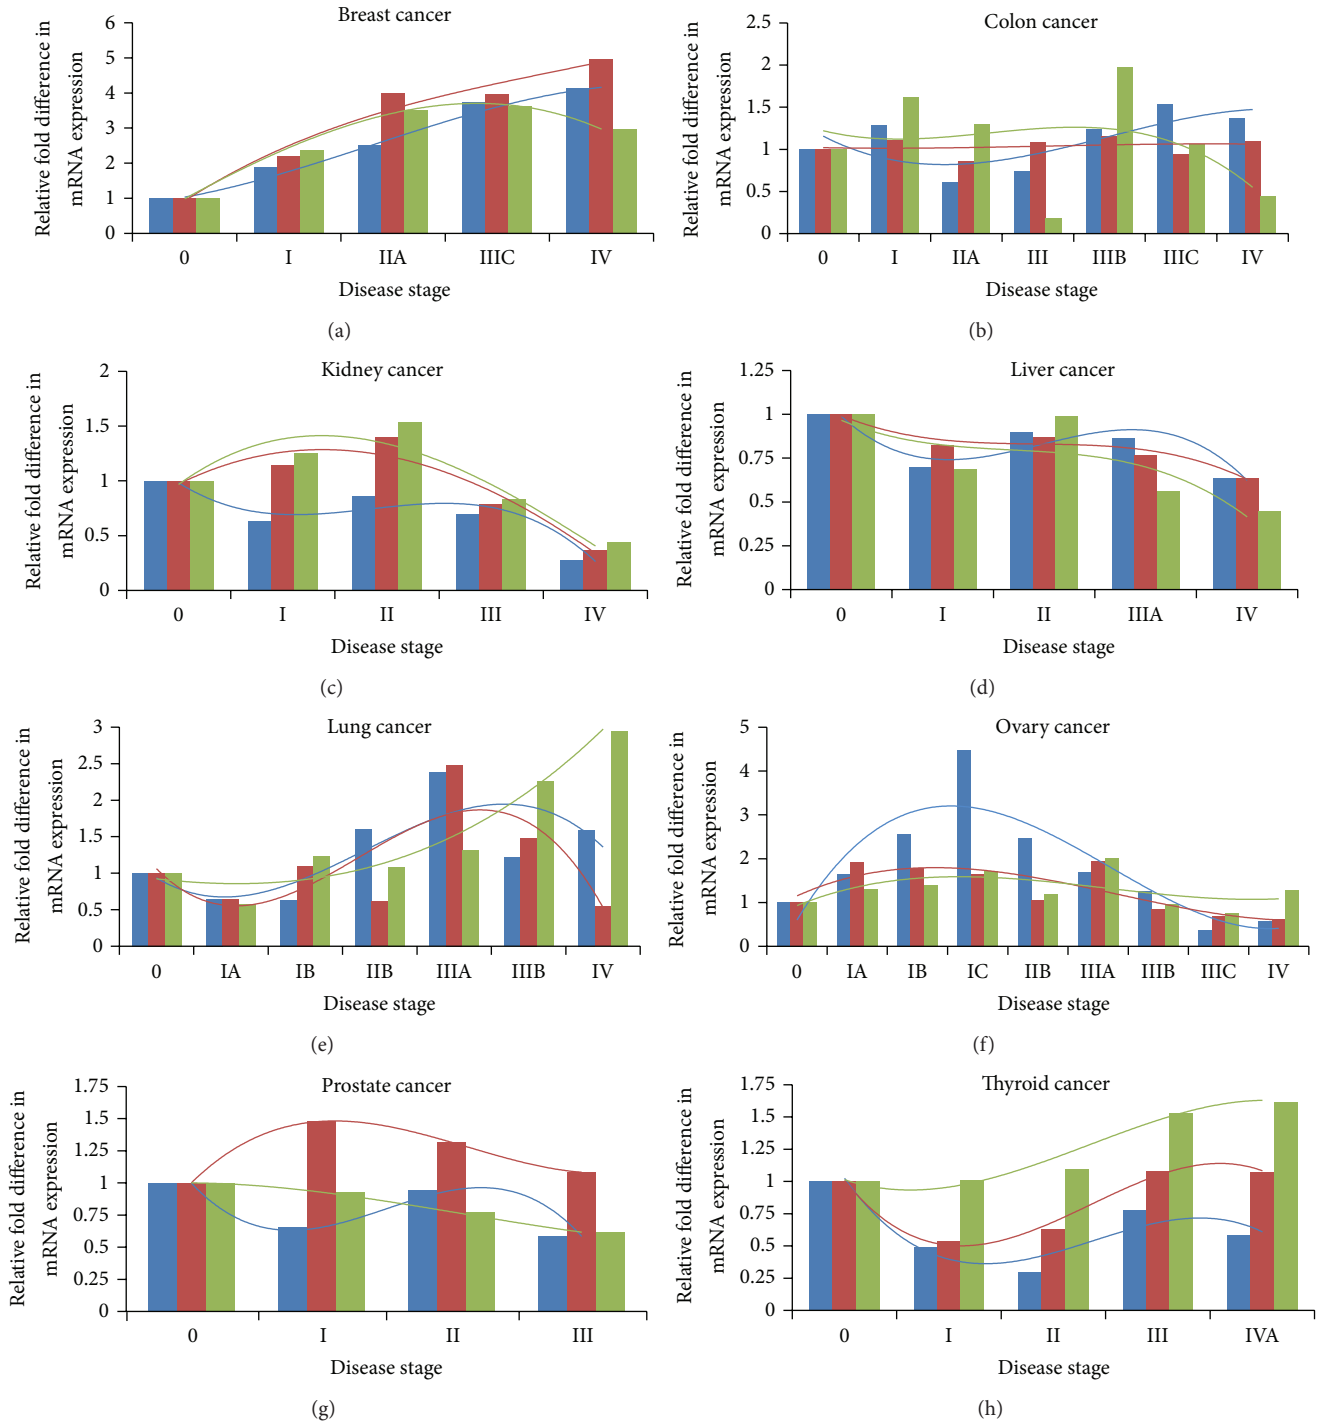 Breast cancer
Relative fold difference in
mRNA expression
6
5
4
3
2
1
0
0 I IIA IIIC IV
Disease stage
(a)
Colon cancer
Relative fold difference in
mRNA expression
2.5
2
1.5
1
0.5
0
0 I IIA III IIIB IIIC IV
Disease stage
(b)
Kidney cancer
Relative fold difference in
mRNA expression
2
1.5
1
0.5
0
0 I II III IV
Disease stage
(c)
Liver cancer
Relative fold difference in
mRNA expression
1.25
1
0.75
0.5
0.25
0
0 I II IIIA IV
Disease stage
(d)
Lung cancer
Relative fold difference in
mRNA expression
3
2.5
2
1.5
1
0.5
0
0 IA IB IIB IIIA IIIB IV
Disease stage
(e)
Ovary cancer
Relative fold difference in
mRNA expression
5
4
3
2
1
0
0 IA IB IC IIB IIIA IIIB IIIC IV
Disease stage
(f)
Prostate cancer
Relative fold difference in
mRNA expression
1.75
1.5
1.25
1
0.75
0.5
0.25
0
0 I II III
Disease stage
(g)
Thyroid cancer
Relative fold difference in
mRNA expression
1.75
1.5
1.25
1
0.75
0.5
0.25
0
0 I II III IVA
Disease stage
(h)